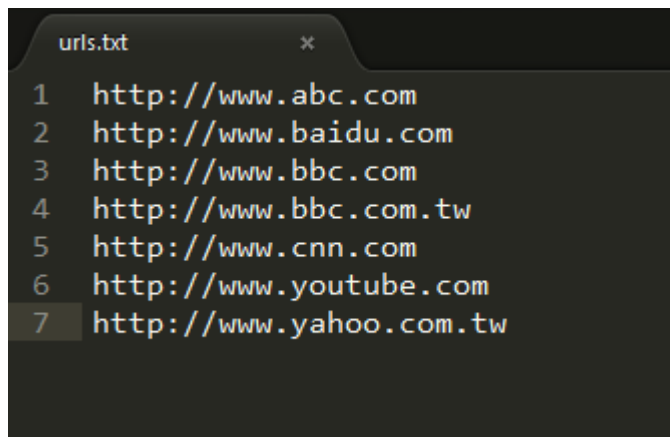 urls.txt ×
1 http://www.abc.com
2 http://www.baidu.com
3 http://www.bbc.com
4 http://www.bbc.com.tw
5 http://www.cnn.com
6 http://www.youtube.com
7 http://www.yahoo.com.tw